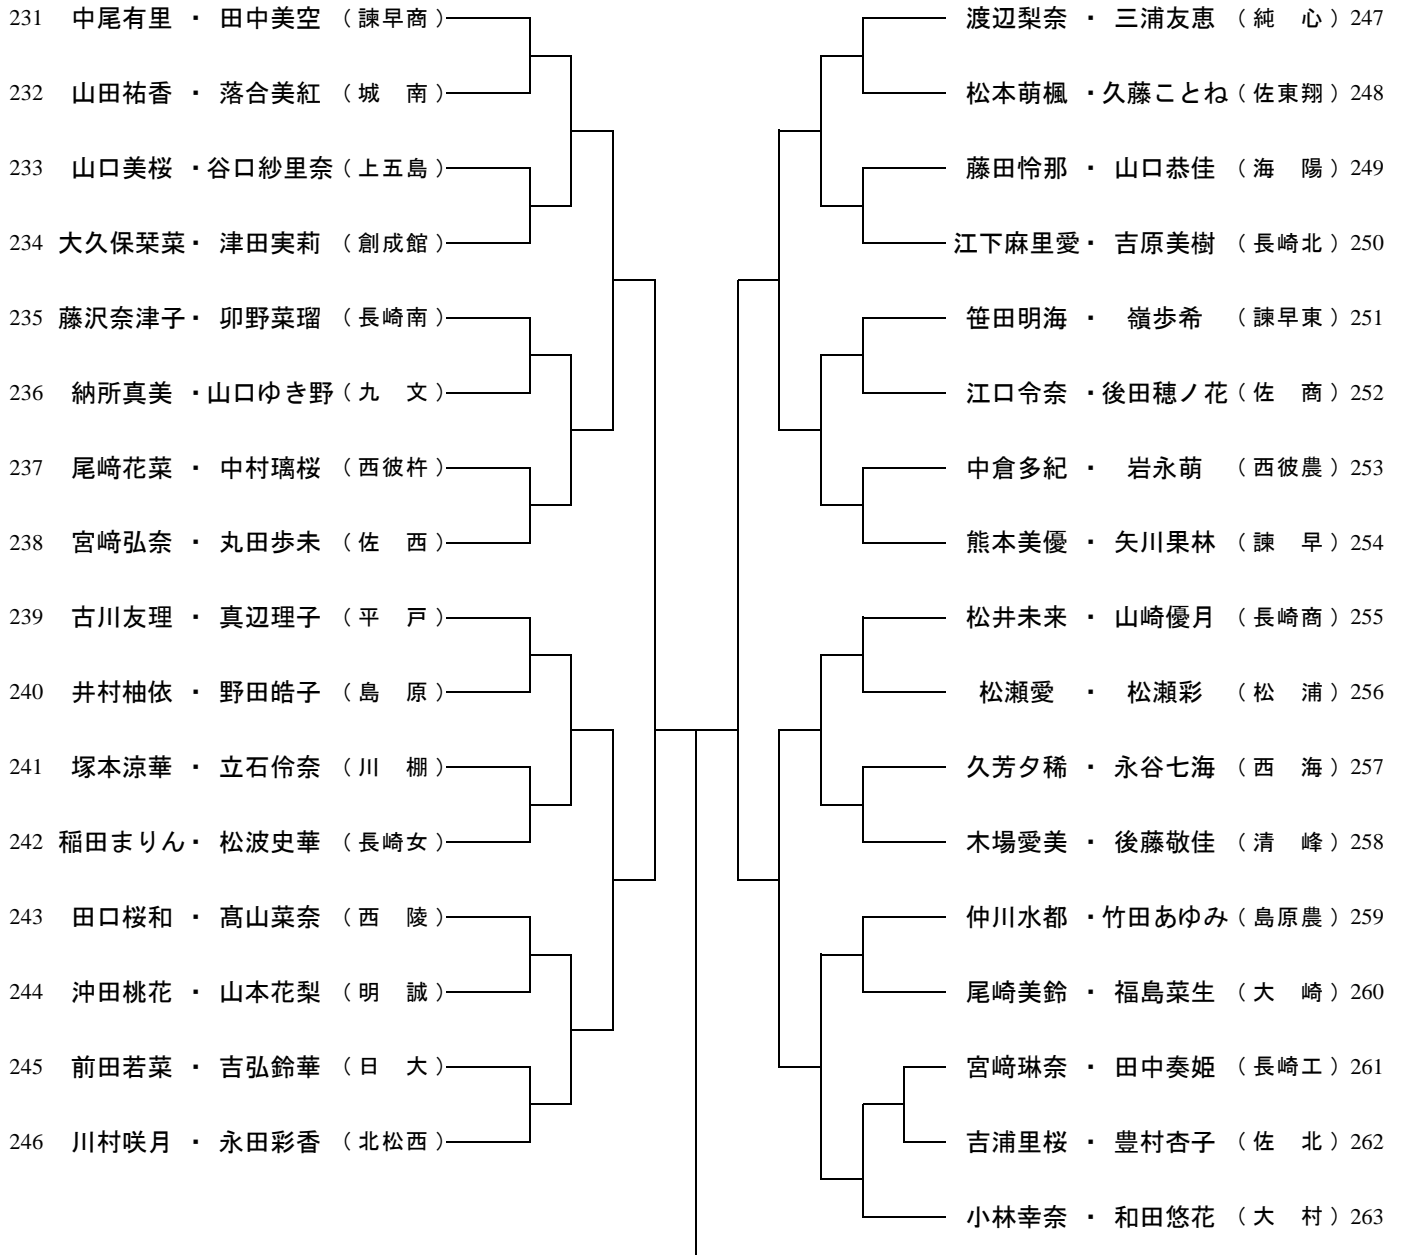 231 中尾有里 ・ 田中美空 （諫早商）
232 山田祐香 ・ 落合美紅 （城　南）
233 山口美桜 ・谷口紗里奈（上五島）
234 大久保栞菜・ 津田実莉 （創成館）
235 藤沢奈津子・ 卯野菜瑠 （長崎南）
236 納所真美 ・山口ゆき野（九　文）
237 尾﨑花菜 ・ 中村璃桜 （西彼杵）
238 宮﨑弘奈 ・ 丸田歩未 （佐　西）
239 古川友理 ・ 真辺理子 （平　戸）
240 井村柚依 ・ 野田皓子 （島　原）
241 塚本涼華 ・ 立石伶奈 （川　棚）
242 稲田まりん・ 松波史華 （長崎女）
243 田口桜和 ・ 髙山菜奈 （西　陵）
244 沖田桃花 ・ 山本花梨 （明　誠）
245 前田若菜 ・ 吉弘鈴華 （日　大）
246 川村咲月 ・ 永田彩香 （北松西）
渡辺梨奈 ・ 三浦友恵 （純　心）247
松本萌楓 ・久藤ことね（佐東翔）248
藤田怜那 ・ 山口恭佳 （海　陽）249
江下麻里愛・ 吉原美樹 （長崎北）250
笹田明海 ・ 嶺歩希 （諫早東）251
江口令奈 ・後田穂ノ花（佐　商）252
中倉多紀 ・ 岩永萌 （西彼農）253
熊本美優 ・ 矢川果林 （諫　早）254
松井未来 ・ 山崎優月 （長崎商）255
松瀬愛 ・ 松瀬彩 （松　浦）256
久芳夕稀 ・ 永谷七海 （西　海）257
木場愛美 ・ 後藤敬佳 （清　峰）258
仲川水都 ・竹田あゆみ（島原農）259
尾崎美鈴 ・ 福島菜生 （大　崎）260
宮﨑琳奈 ・ 田中奏姫 （長崎工）261
吉浦里桜 ・ 豊村杏子 （佐　北）262
小林幸奈 ・ 和田悠花 （大　村）263